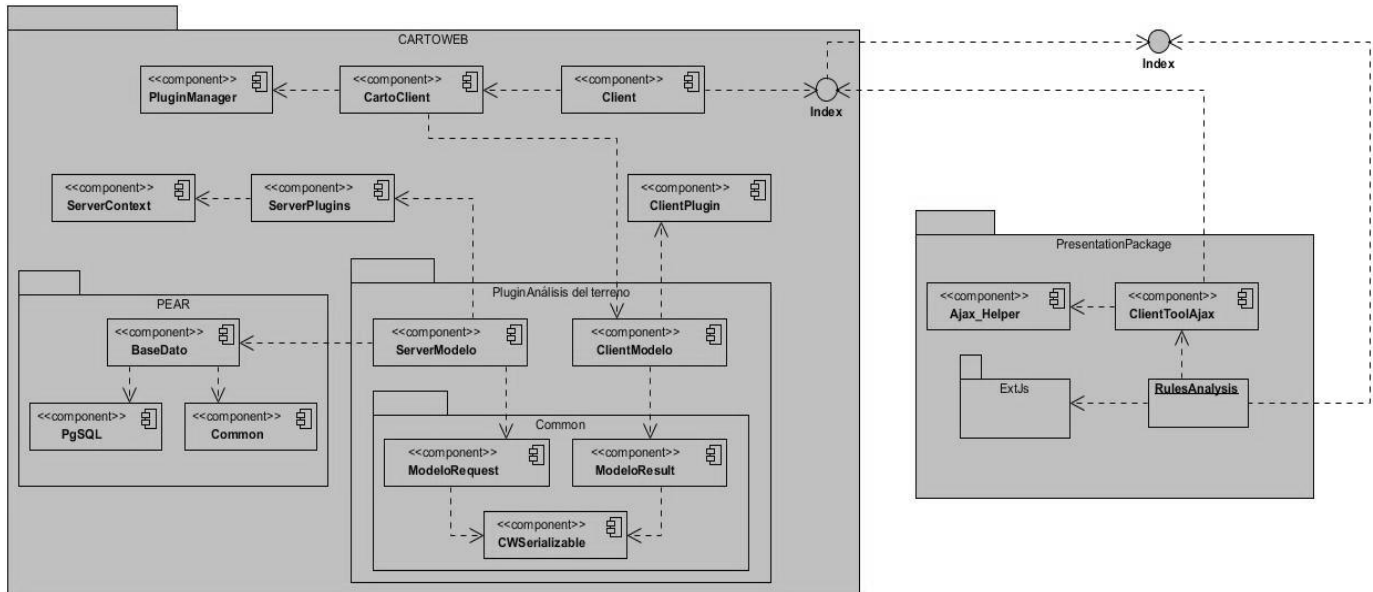 CARTOWEB
<<component>>
PluginManager
<<component>>
CartoClient
<<component>>
Client
Index
Index
<<component>>
ServerContext
<<component>>
ServerPlugins
<<component>>
ClientPlugin
PEAR
<<component>>
BaseDato
<<component>>
PgSQL
<<component>>
Common
PluginAnálisis del terreno
<<component>>
ServerModelo
<<component>>
ClientModelo
Common
<<component>>
ModeloRequest
<<component>>
ModeloResult
<<component>>
CWSerializable
PresentationPackage
<<component>>
Ajax_Helper
<<component>>
ClientToolAjax
ExtJs
RulesAnalysis